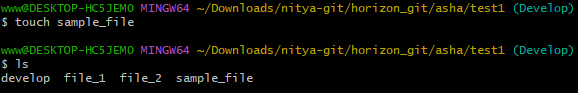 www@DESKTOP-HC5JEMO MINGW64 ~/Downloads/nitya-git/horizon_git/asha/test1 (Develop)
$ touch sample_file
www@DESKTOP-HC5JEMO MINGW64 ~/Downloads/nitya-git/horizon_git/asha/test1 (Develop)
$ ls
develop  file_1  file_2  sample_file